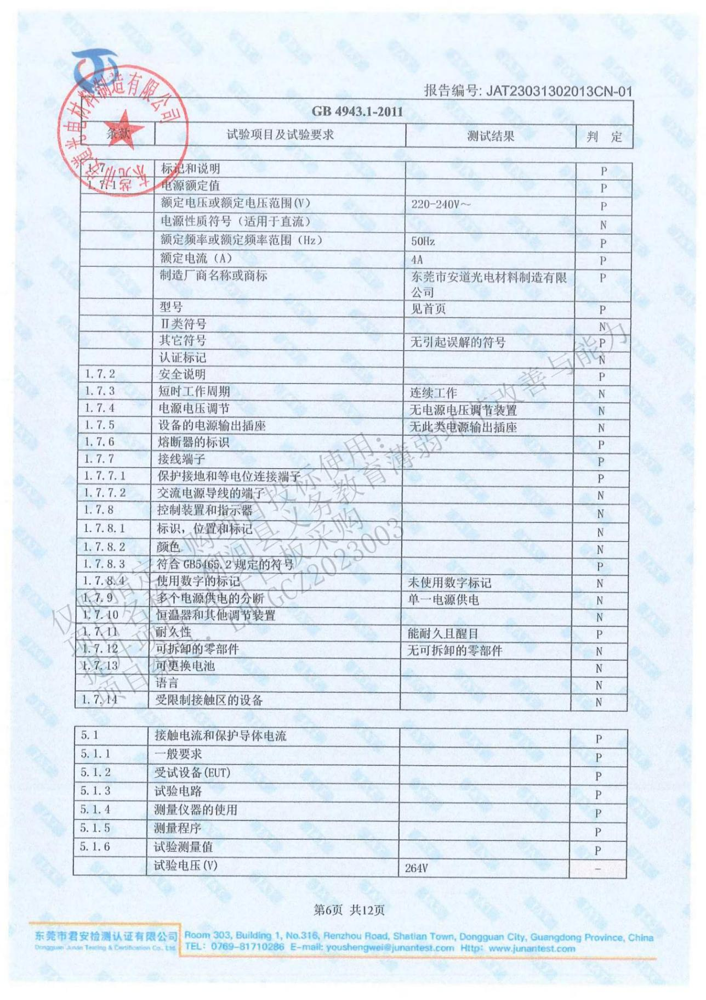 报告编号: JAT23031302013CN-01
GB 4943.1-2011
条款 试验项目及试验要求 测试结果 判 定
1.7 标记和说明 P
1.7.1 电源额定值 P
额定电压或额定电压范围(V) 220-240V～ P
电源性质符号（适用于直流） N
额定频率或额定频率范围（Hz） 50Hz P
额定电流（A） 4A P
制造厂商名称或商标 东莞市安道光电材料制造有限 P
公司
型号 见首页 P
Ⅱ类符号 N
其它符号 无引起误解的符号 P
认证标记 N
1.7.2 安全说明 P
1.7.3 短时工作周期 连续工作 N
1.7.4 电源电压调节 无电源电压调节装置 N
1.7.5 设备的电源输出插座 无此类电源输出插座 N
1.7.6 熔断器的标识 P
1.7.7 接线端子 P
1.7.7.1 保护接地和等电位连接端子 P
1.7.7.2 交流电源导线的端子 N
1.7.8 控制装置和指示器 N
1.7.8.1 标识，位置和标记 N
1.7.8.2 颜色 N
1.7.8.3 符合 GB5465.2 规定的符号 P
1.7.8.4 使用数字的标记 未使用数字标记 N
1.7.9 多个电源供电的分断 单一电源供电 N
1.7.10 恒温器和其他调节装置 N
1.7.11 耐久性 能耐久且醒目 P
1.7.12 可拆卸的零部件 无可拆卸的零部件 N
1.7.13 可更换电池 N
语言 N
1.7.14 受限制接触区的设备 N
5.1 接触电流和保护导体电流 P
5.1.1 一般要求 P
5.1.2 受试设备(EUT) P
5.1.3 试验电路 P
5.1.4 测量仪器的使用 P
5.1.5 测量程序 P
5.1.6 试验测量值 P
试验电压(V) 264V －
东莞市安道光电材料制造有限公司
仅限指定采购项目投标使用：
义务教育薄弱环节改善与能力
第6页 共12页
东莞市君安检测认证有限公司
Dongguan Junan Testing & Certification Co., Ltd.
Room 303, Building 1, No.316, Renzhou Road, Shatian Town, Dongguan City, Guangdong Province, China
TEL: 0769-81710286 E-mail: youshengwei@junantest.com Http: www.junantest.com